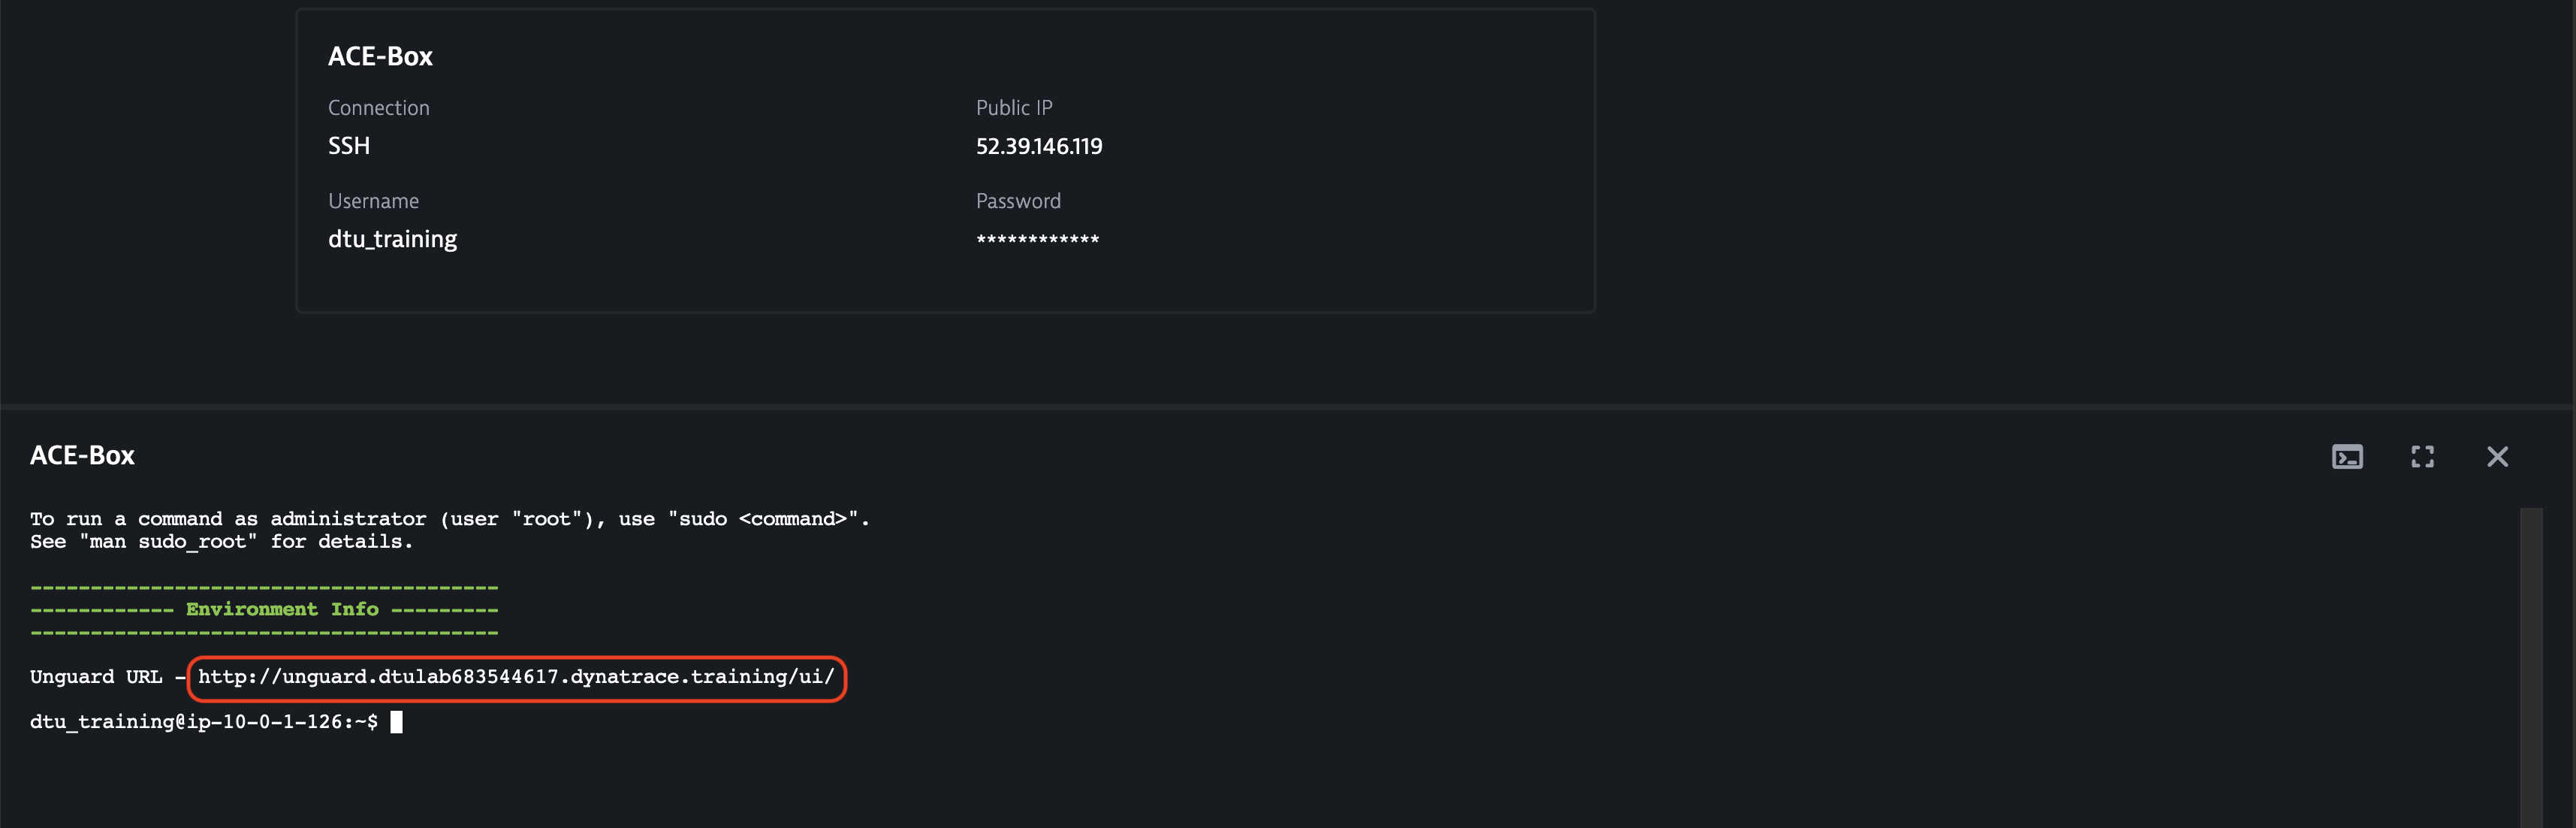 ACE-Box
Connection
SSH
Public IP
52.39.146.119
Username
dtu_training
Password
************
ACE-Box
To run a command as administrator (user "root"), use "sudo <command>".
See "man sudo_root" for details.
---------------------------------------
------------ Environment Info ---------
---------------------------------------
Unguard URL - http://unguard.dtulab683544617.dynatrace.training/ui/
dtu_training@ip-10-0-1-126:~$